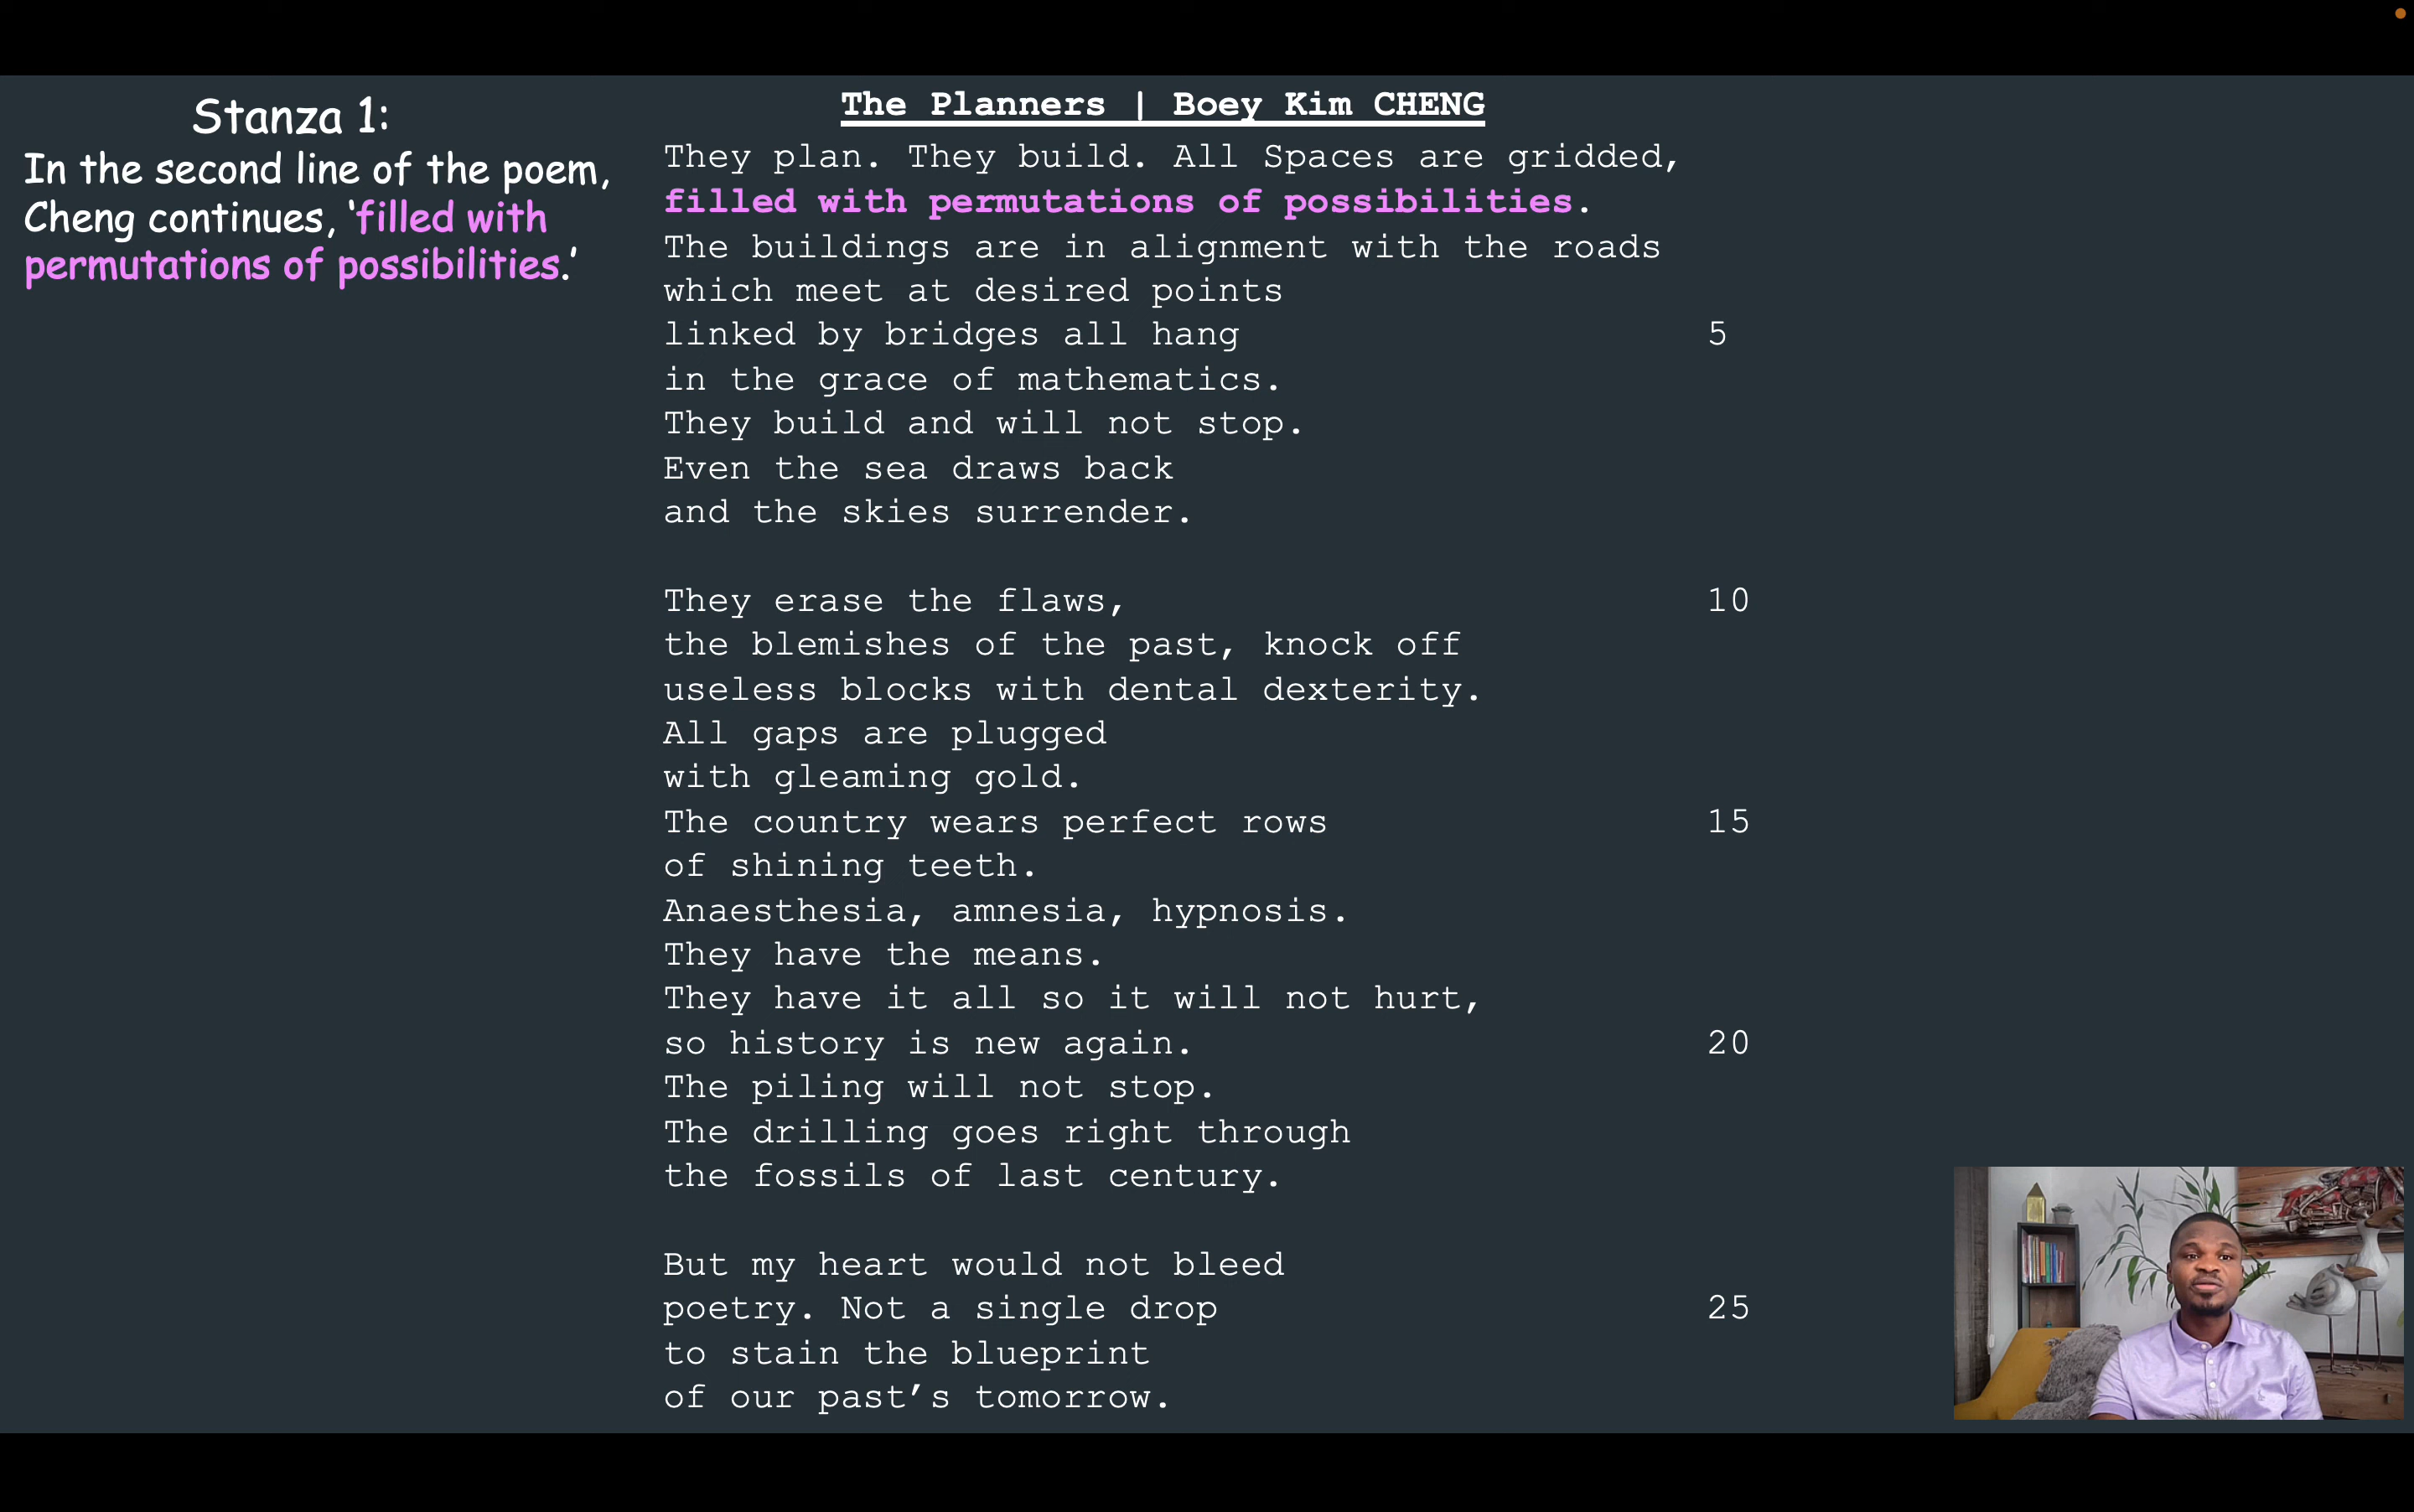 Stanza 1:
In the second line of the poem,
Cheng continues, ‘filled with
permutations of possibilities.’
The Planners | Boey Kim CHENG
They plan. They build. All Spaces are gridded,
filled with permutations of possibilities.
The buildings are in alignment with the roads
which meet at desired points
linked by bridges all hang 5
in the grace of mathematics.
They build and will not stop.
Even the sea draws back
and the skies surrender.
They erase the flaws, 10
the blemishes of the past, knock off
useless blocks with dental dexterity.
All gaps are plugged
with gleaming gold.
The country wears perfect rows 15
of shining teeth.
Anaesthesia, amnesia, hypnosis.
They have the means.
They have it all so it will not hurt,
so history is new again. 20
The piling will not stop.
The drilling goes right through
the fossils of last century.
But my heart would not bleed
poetry. Not a single drop 25
to stain the blueprint
of our past’s tomorrow.